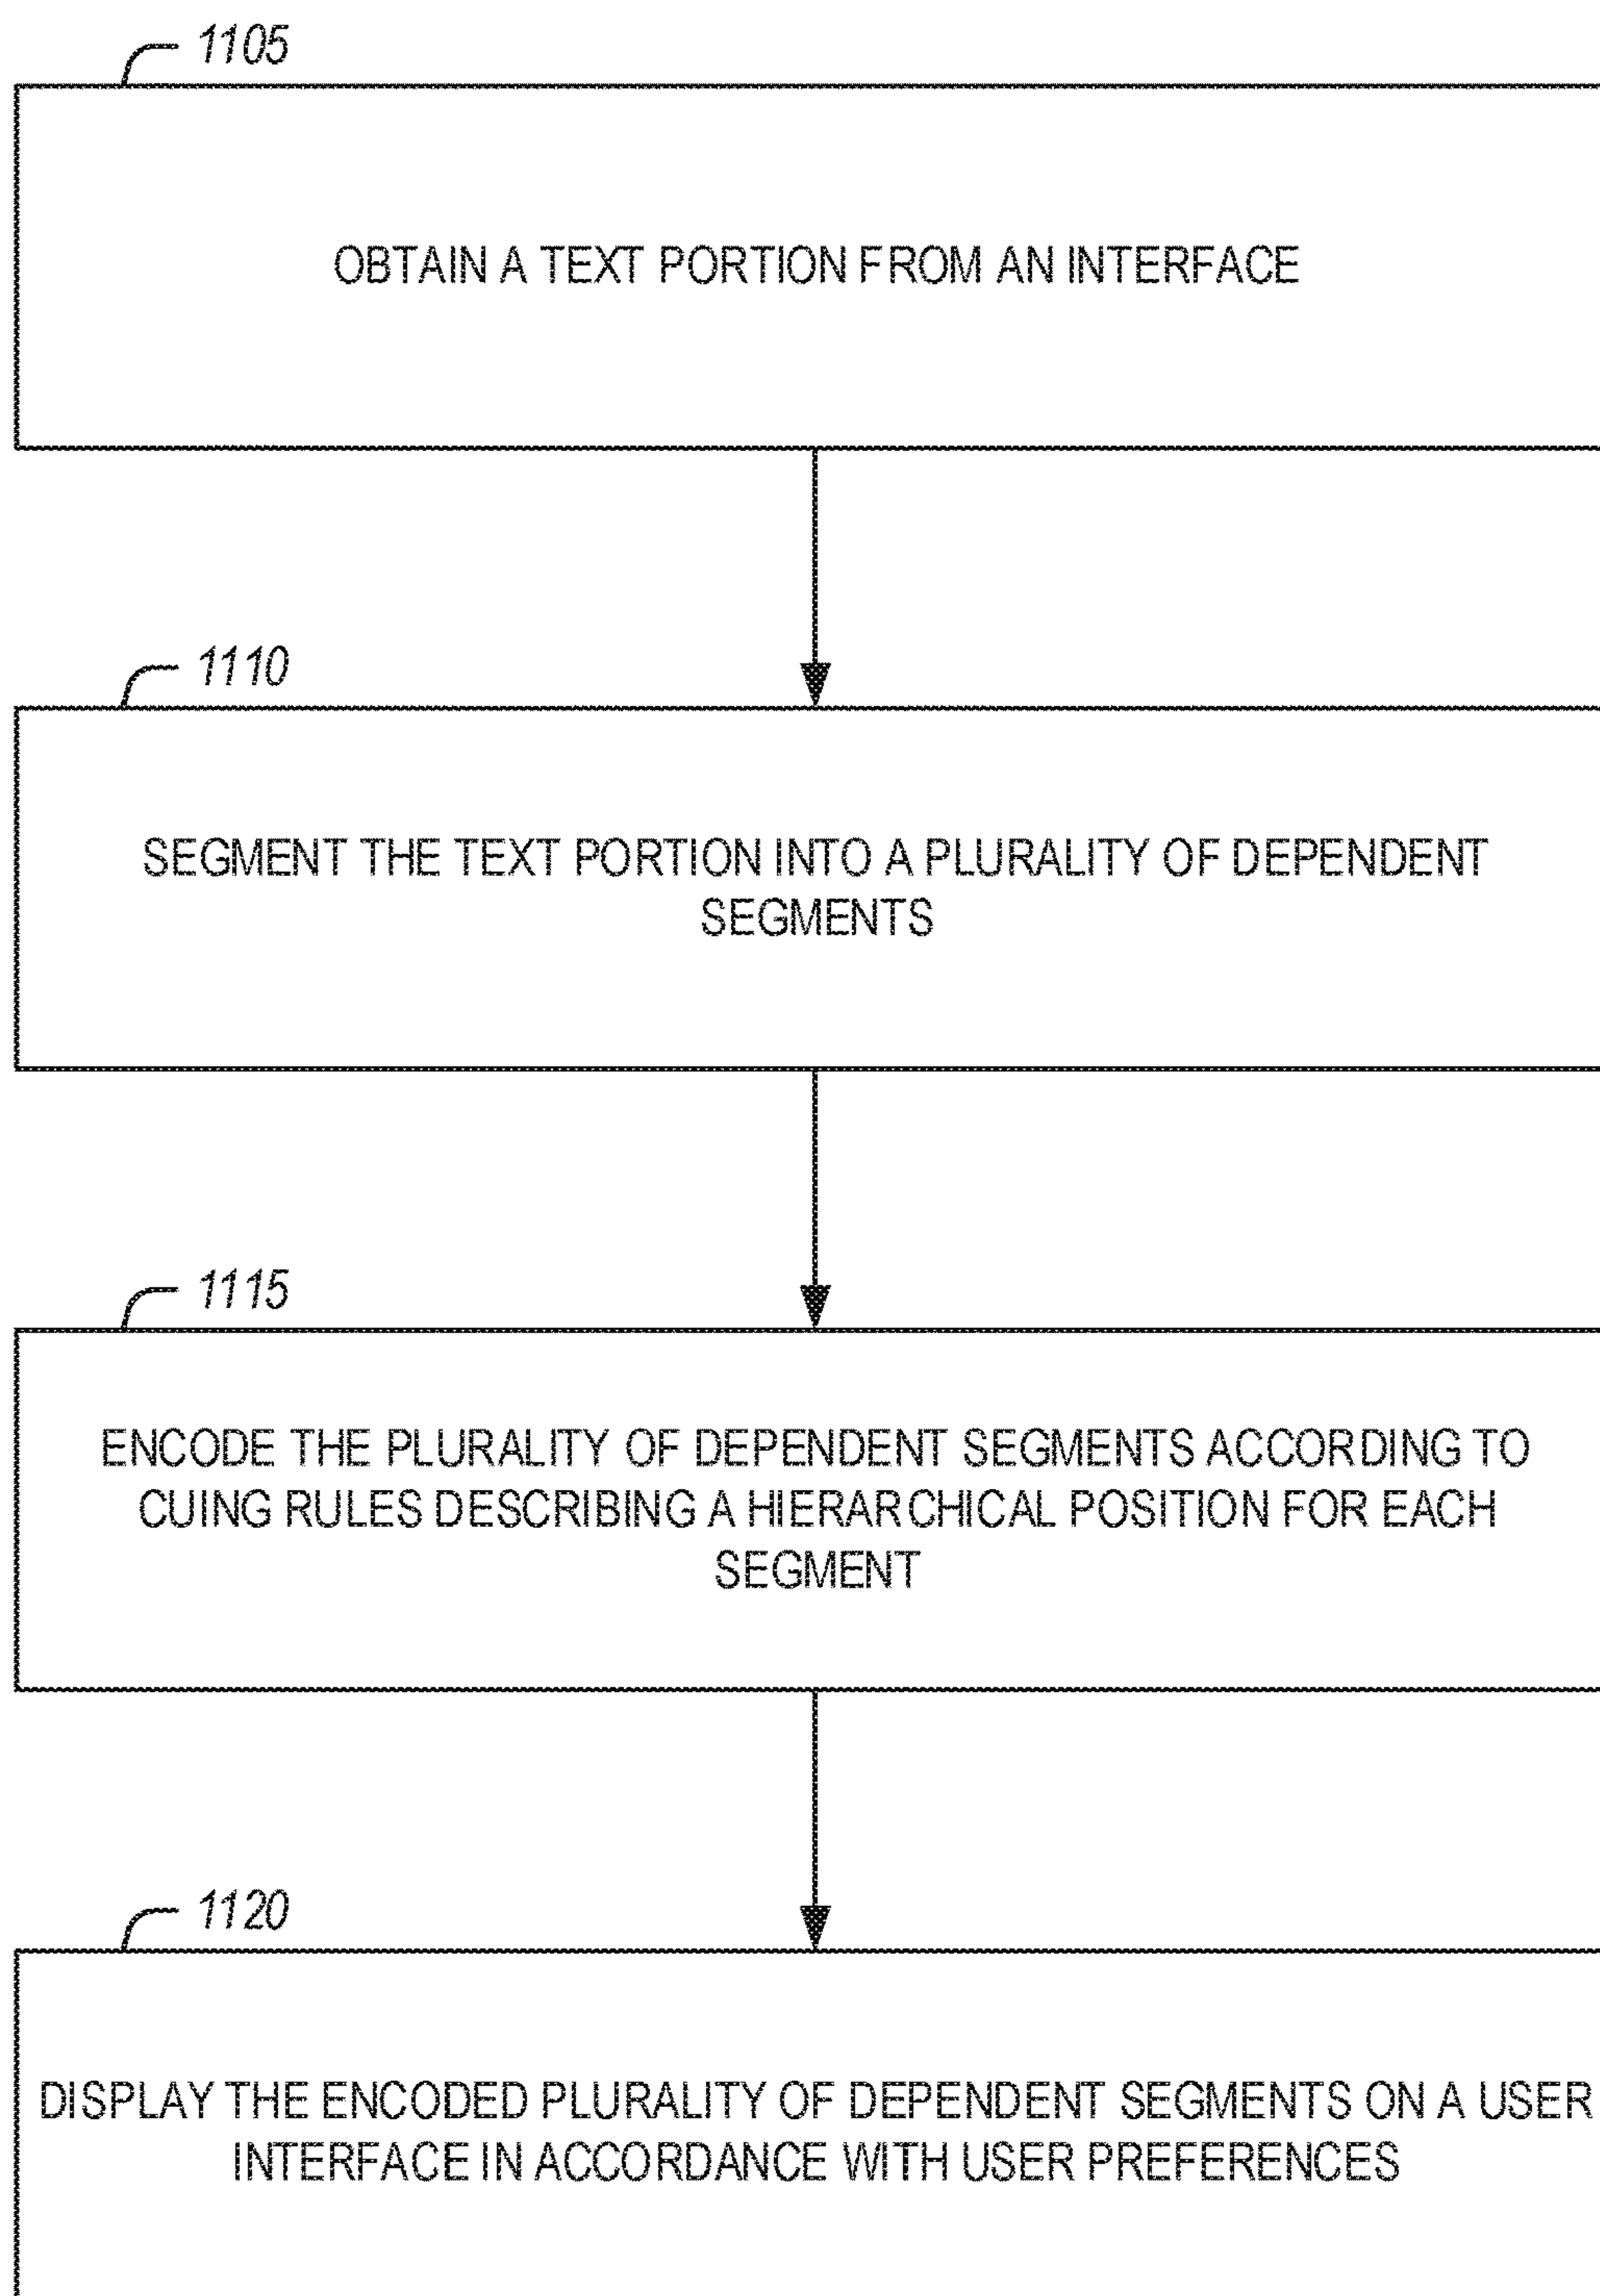 1105
OBTAIN A TEXT PORTION FROM AN INTERFACE
1110
SEGMENT THE TEXT PORTION INTO A PLURALITY OF DEPENDENT
SEGMENTS
1115
ENCODE THE PLURALITY OF DEPENDENT SEGMENTS ACCORDING TO
CUING RULES DESCRIBING A HIERARCHICAL POSITION FOR EACH
SEGMENT
1120
DISPLAY THE ENCODED PLURALITY OF DEPENDENT SEGMENTS ON A USER
INTERFACE IN ACCORDANCE WITH USER PREFERENCES